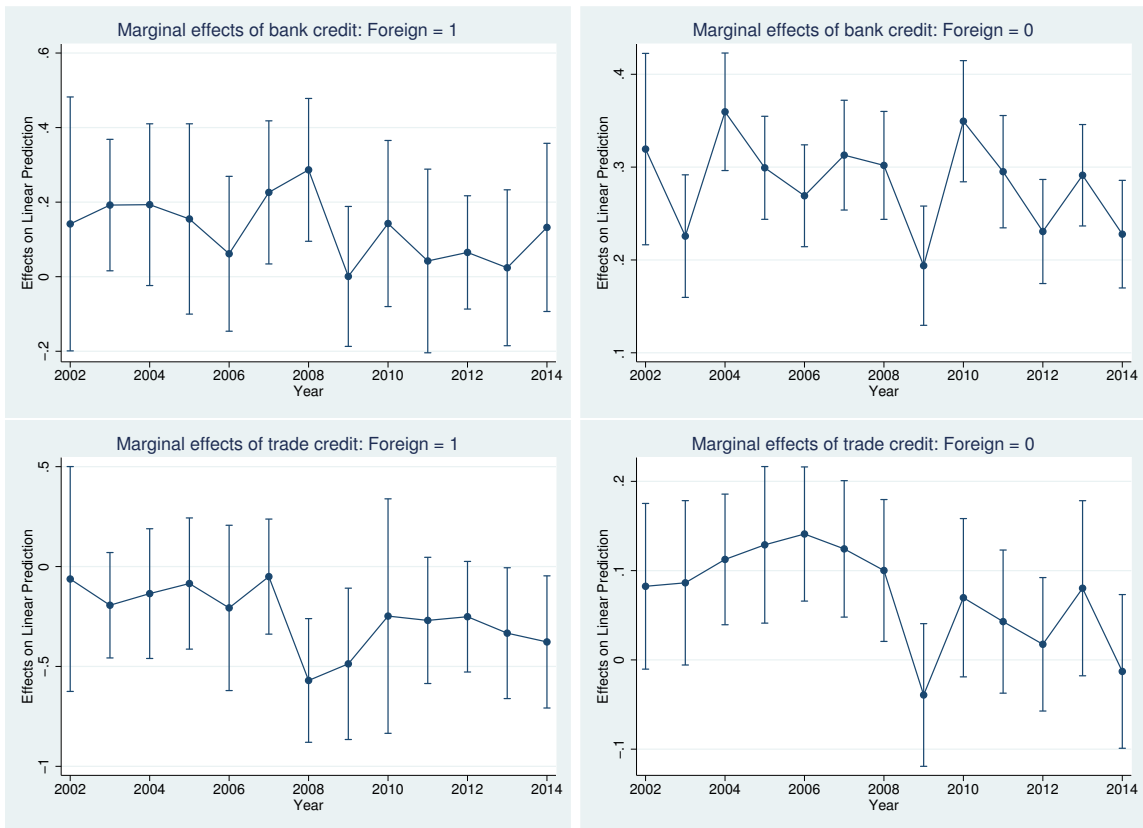 Marginal effects of bank credit: Foreign = 1
Effects on Linear Prediction
.6
.4
.2
0
-.2
2002 2004 2006 2008 2010 2012 2014
Year
Marginal effects of bank credit: Foreign = 0
Effects on Linear Prediction
.4
.3
.2
.1
2002 2004 2006 2008 2010 2012 2014
Year
Marginal effects of trade credit: Foreign = 1
Effects on Linear Prediction
.5
0
-.5
-1
2002 2004 2006 2008 2010 2012 2014
Year
Marginal effects of trade credit: Foreign = 0
Effects on Linear Prediction
.2
.1
0
-.1
2002 2004 2006 2008 2010 2012 2014
Year